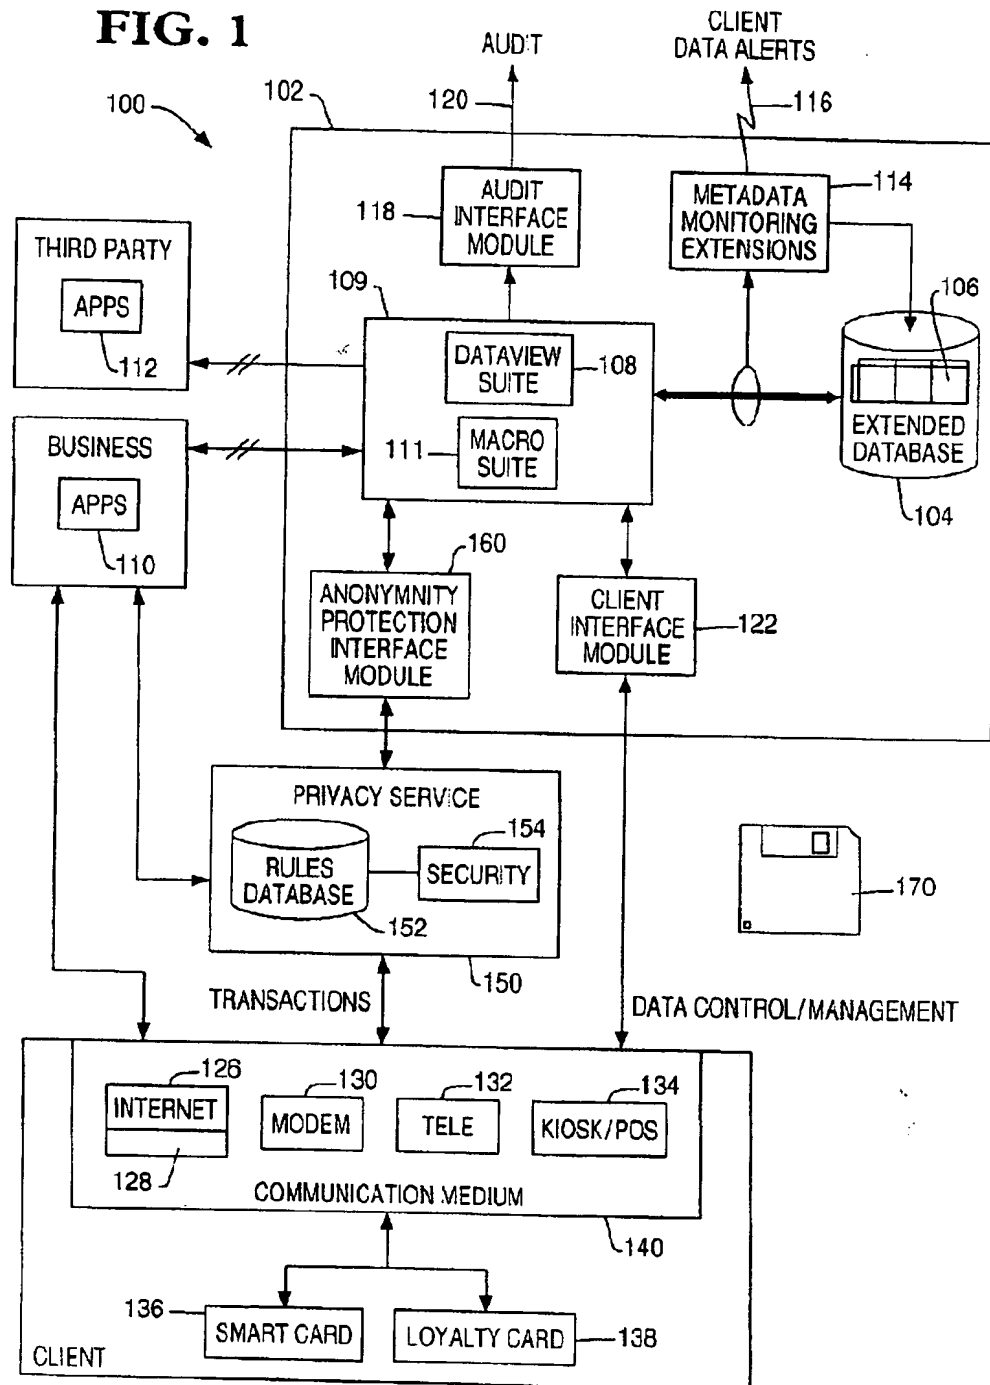 FIG. 1
AUDIT
CLIENT
DATA ALERTS
100
102
120
116
118
AUDIT
INTERFACE
MODULE
METADATA
MONITORING
EXTENSIONS
114
THIRD PARTY
APPS
112
109
DATAVIEW
SUITE
108
106
BUSINESS
APPS
110
111
MACRO
SUITE
EXTENDED
DATABASE
104
160
ANONYMNITY
PROTECTION
INTERFACE
MODULE
CLIENT
INTERFACE
MODULE
122
PRIVACY SERVICE
RULES
DATABASE
152
154
SECURITY
170
150
TRANSACTIONS
DATA CONTROL/MANAGEMENT
126
INTERNET
128
130
MODEM
132
TELE
134
KIOSK/POS
COMMUNICATION MEDIUM
140
136
SMART CARD
LOYALTY CARD
138
CLIENT